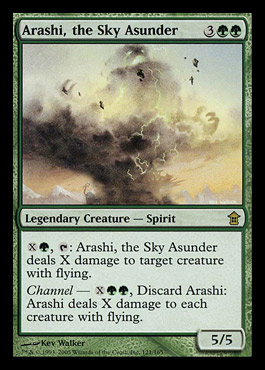 Arashi, the Sky Asunder 3
Legendary Creature — Spirit
X, : Arashi, the Sky Asunder
deals X damage to target creature
with flying.
Channel — X, Discard Arashi:
Arashi deals X damage to each
creature with flying.
Kev Walker
5/5